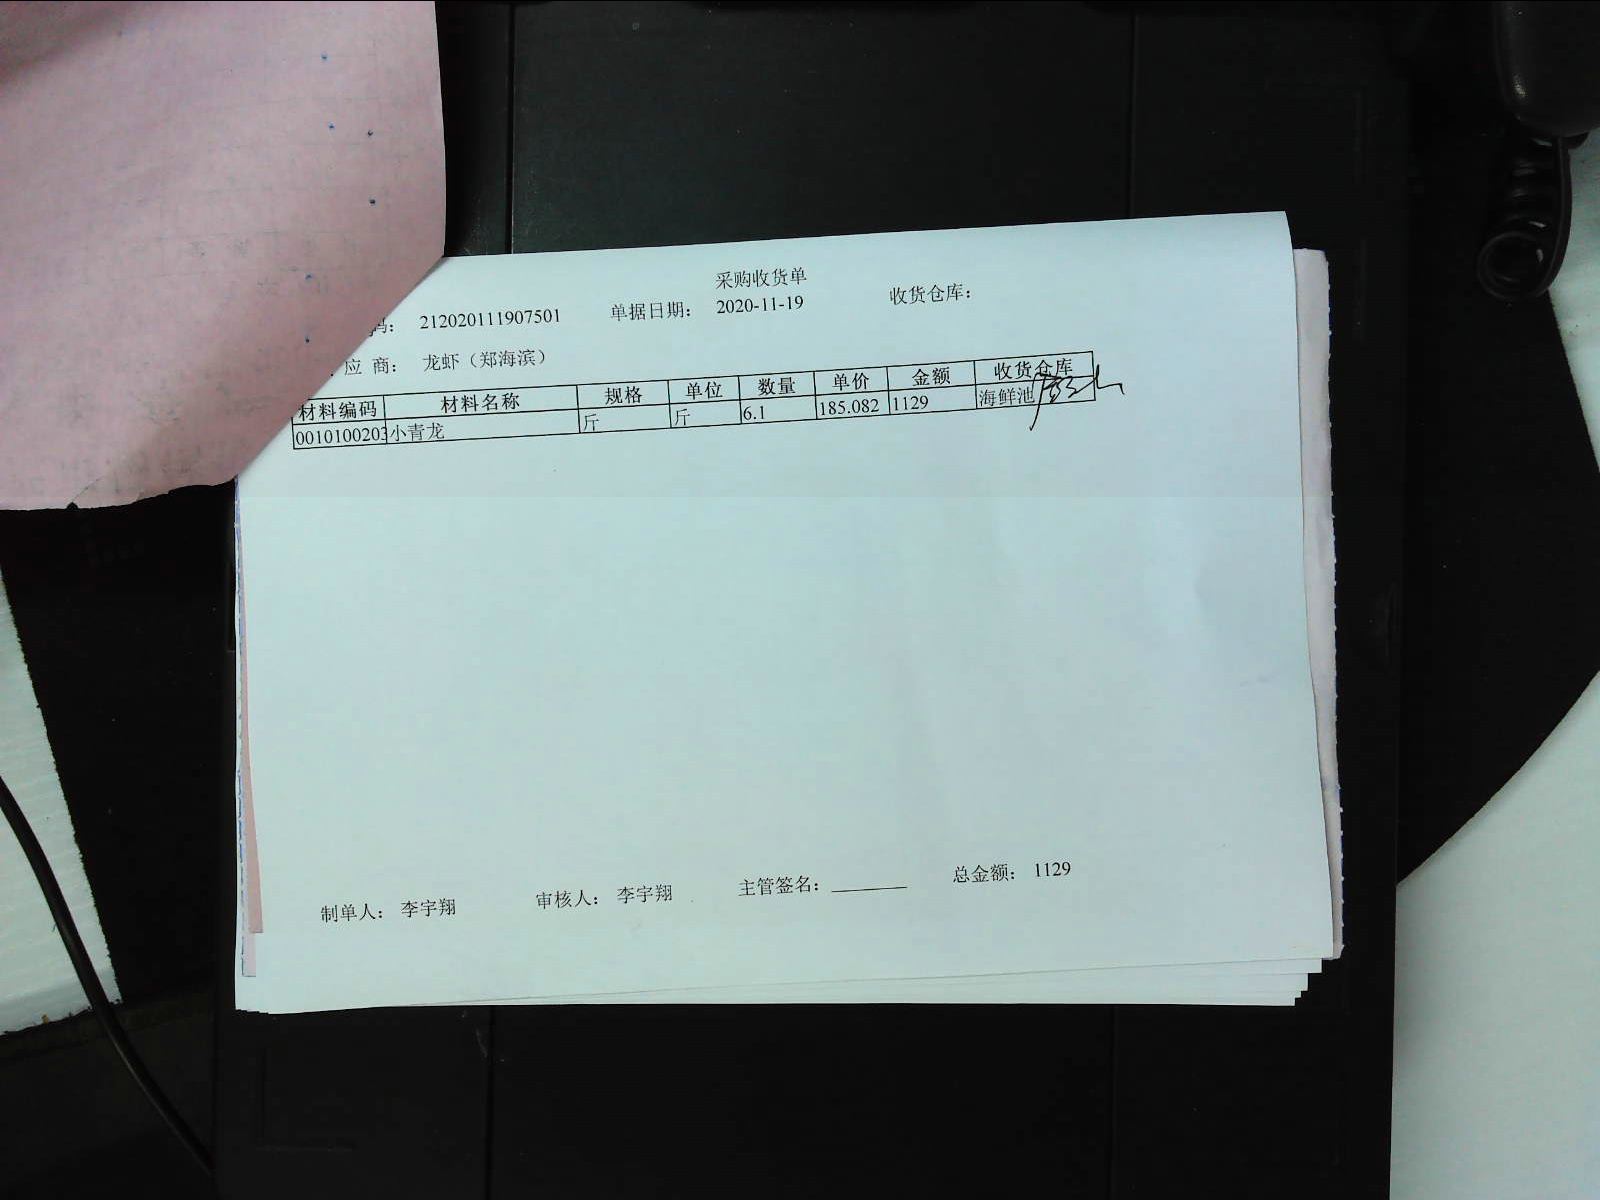 采购收货单
码： 212020111907501 单据日期： 2020-11-19 收货仓库：
应 商： 龙虾（郑海滨）
材料编码 材料名称 规格 单位 数量 单价 金额 收货仓库
0010100203 小青龙 斤 斤 6.1 185.082 1129 海鲜池
制单人： 李宇翔 审核人： 李宇翔 主管签名： 总金额： 1129